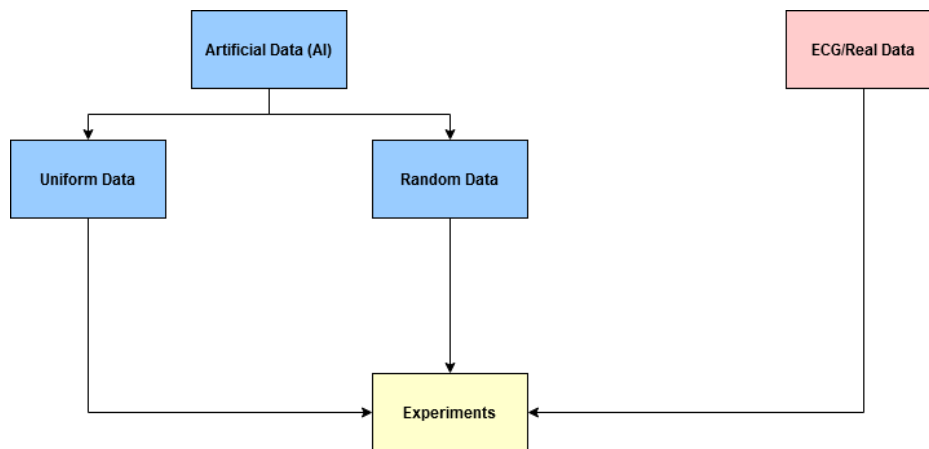 Artificial Data (AI)
ECG/Real Data
Uniform Data
Random Data
Experiments